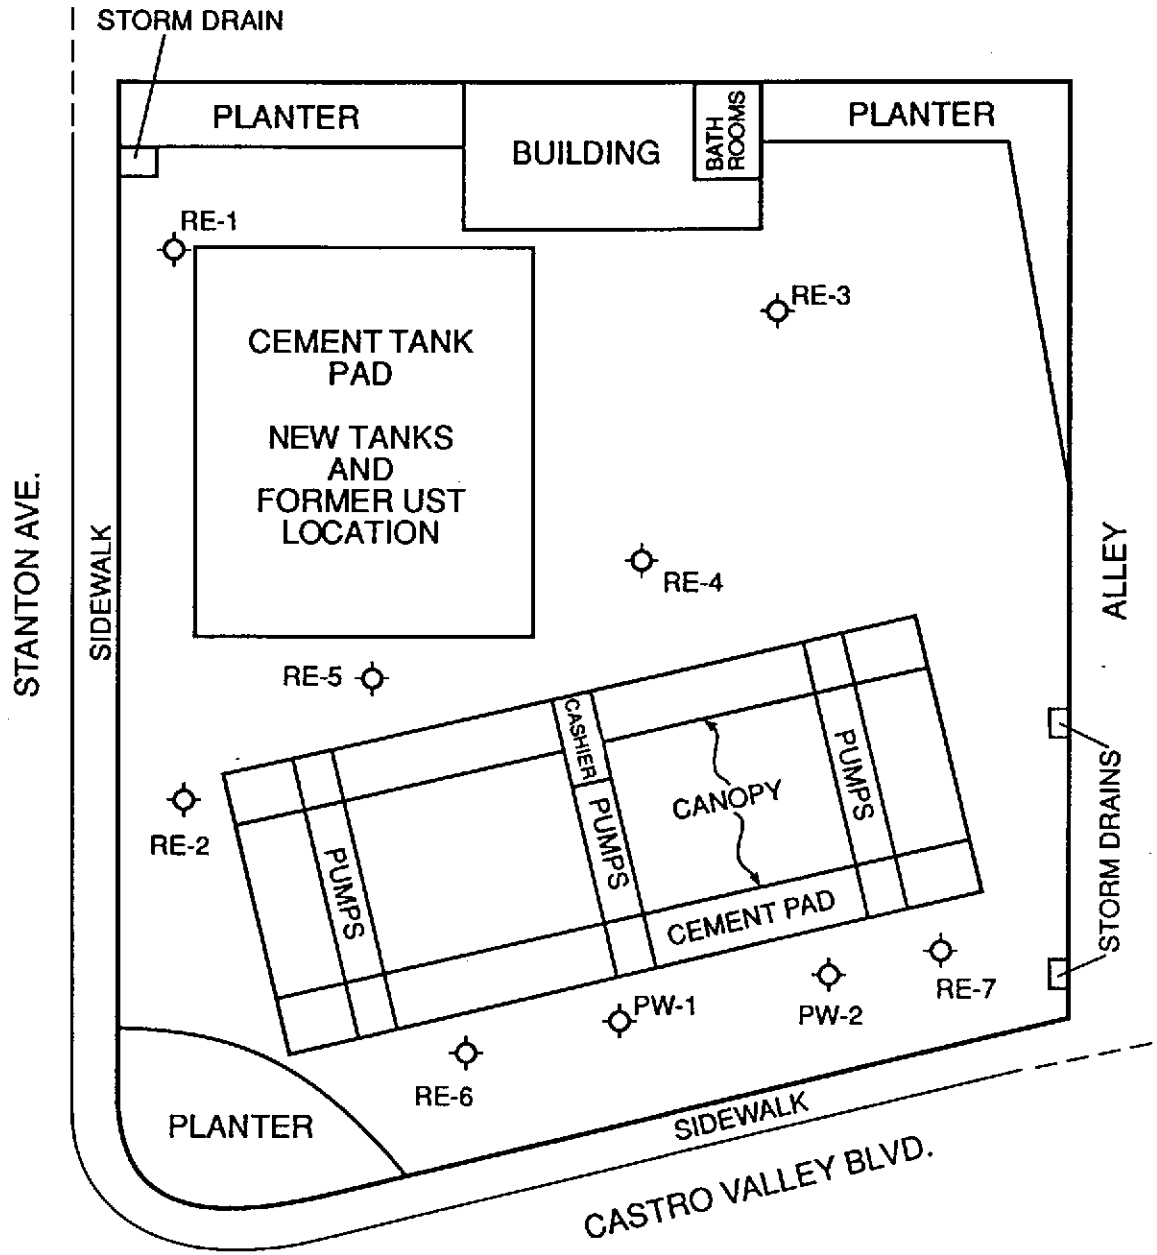 STORM DRAIN
PLANTER
BUILDING
BATH
ROOMS
PLANTER
RE-1
RE-3
CEMENT TANK
PAD
NEW TANKS
AND
FORMER UST
LOCATION
STANTON AVE.
SIDEWALK
RE-4
ALLEY
RE-5
CASHIER
PUMPS
PUMPS
PUMPS
CANOPY
STORM DRAINS
RE-2
CEMENT PAD
RE-7
PW-1
PW-2
RE-6
PLANTER
SIDEWALK
CASTRO VALLEY BLVD.